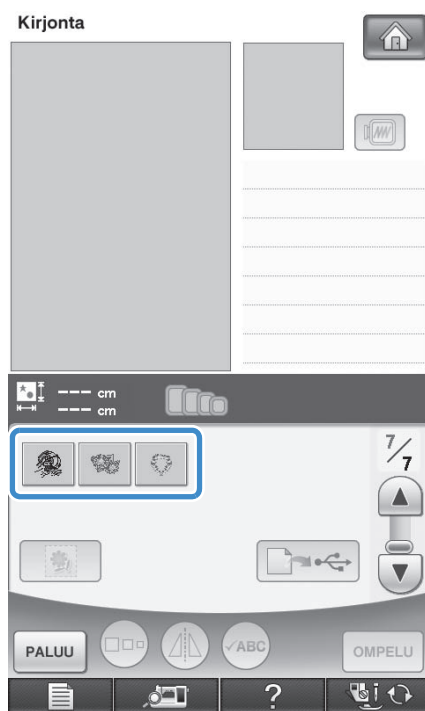 Kirjonta
--- cm
--- cm
7/7
PALUU
✓ABC
OMPELU
?